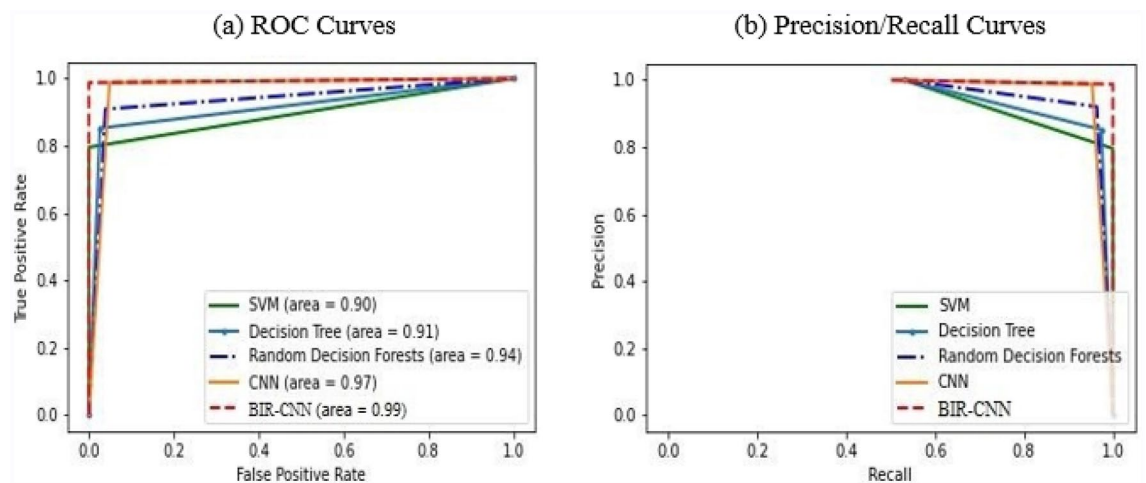 (a) ROC Curves
1.0
0.8
0.6
0.4
0.2
0.0
True Positive Rate
SVM (area = 0.90)
Decision Tree (area = 0.91)
Random Decision Forests (area = 0.94)
CNN (area = 0.97)
BIR-CNN (area = 0.99)
0.0 0.2 0.4 0.6 0.8 1.0
False Positive Rate
(b) Precision/Recall Curves
1.0
0.8
0.6
0.4
0.2
0.0
Precision
SVM
Decision Tree
Random Decision Forests
CNN
BIR-CNN
0.0 0.2 0.4 0.6 0.8 1.0
Recall